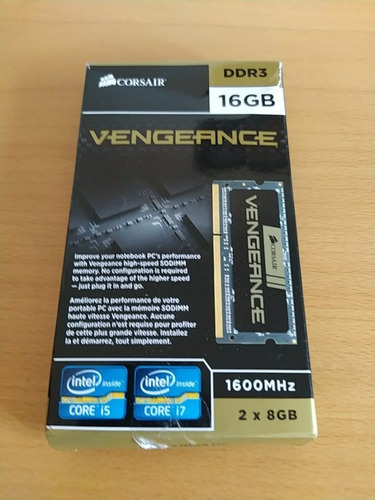 CORSAIR
DDR3
16GB
VENGEANCE
Improve your notebook PC's performance
with Vengeance high-speed SODIMM
memory. No configuration is required
to take advantage of the higher speed
— just plug it in and go.
Améliorez la performance de votre
portable PC avec la mémoire SODIMM
haute vitesse Vengeance. Aucune
configuration n'est requise pour profiter
de cette plus grande vitesse. Installez
la et démarrez, tout simplement.
VENGEANCE
CORSAIR
intel inside™
CORE i5
intel inside™
CORE i7
1600MHz
2 x 8GB